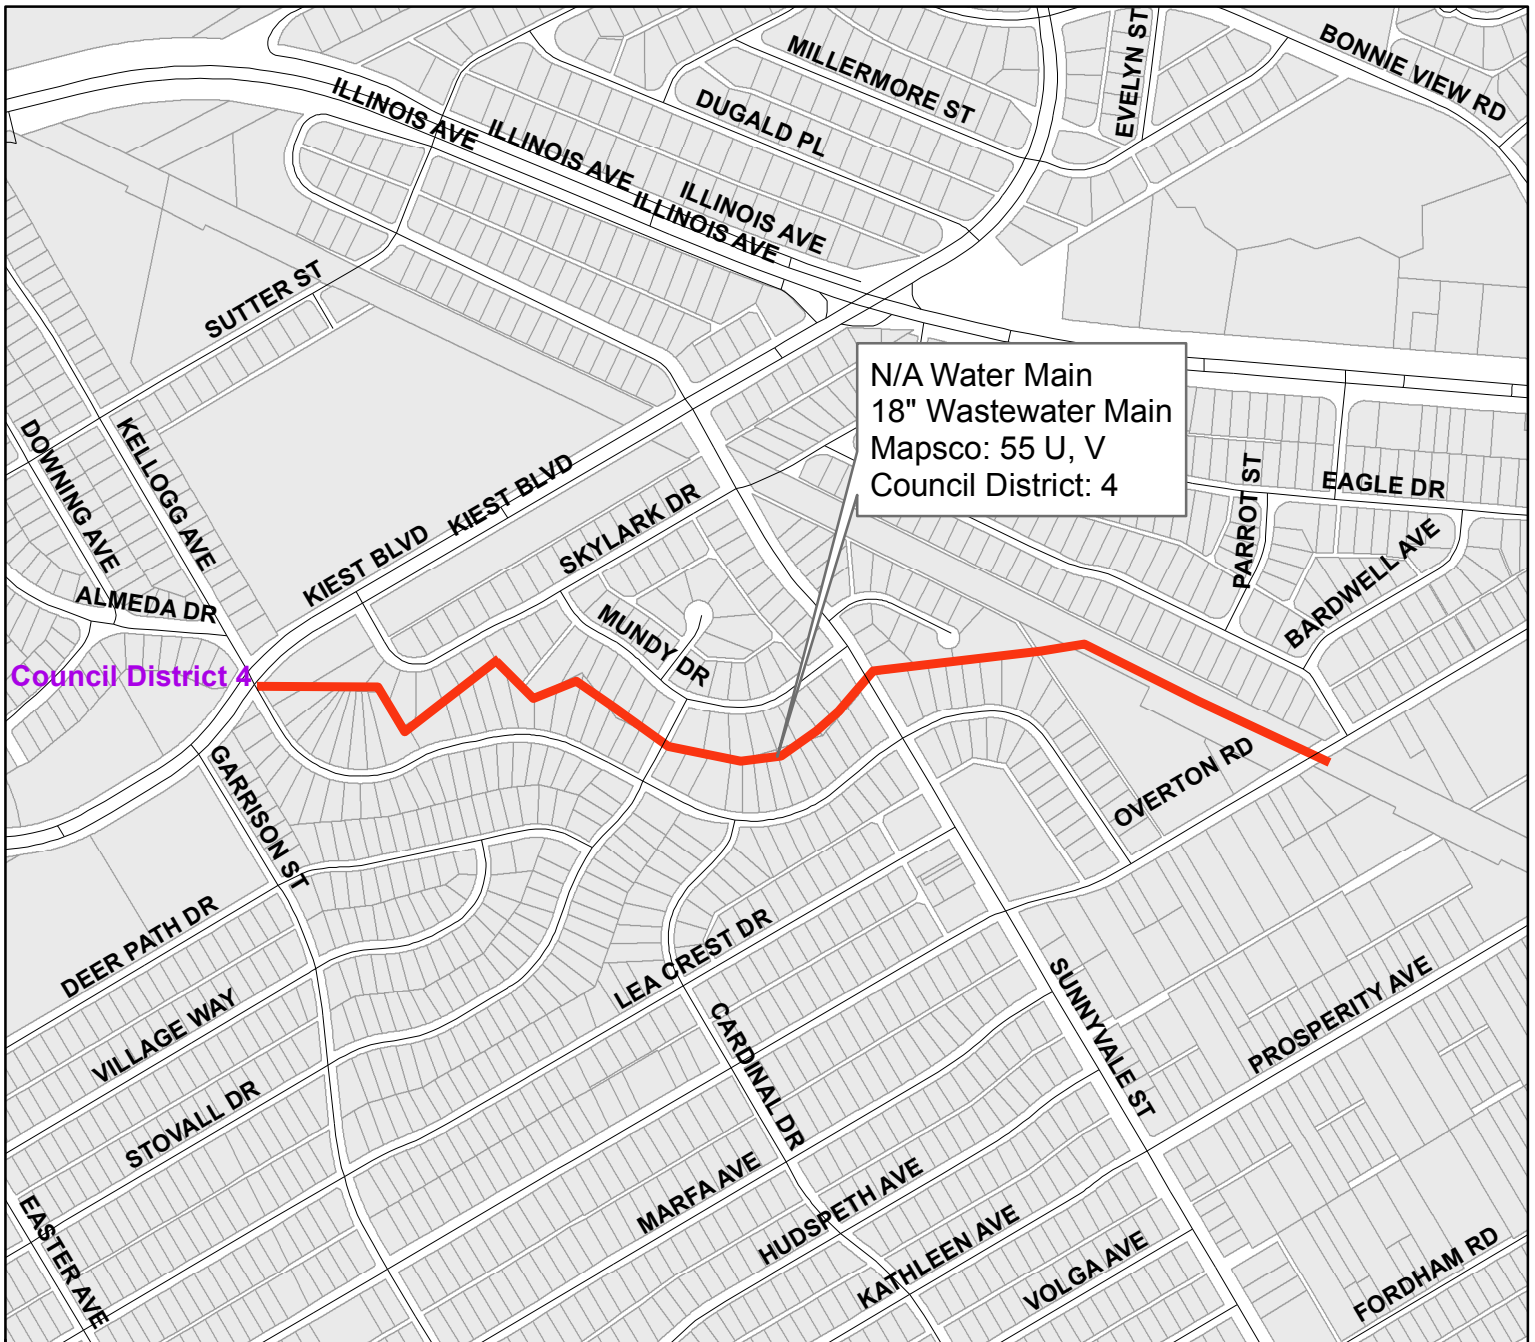 BONNIE VIEW RD
EVELYN ST
MILLERMORE ST
DUGALD PL
ILLINOIS AVE
ILLINOIS AVE
ILLINOIS AVE
ILLINOIS AVE
SUTTER ST
N/A Water Main
18" Wastewater Main
Mapsco: 55 U, V
Council District: 4
DOWNING AVE
KELLOGG AVE
KIEST BLVD
KIEST BLVD
SKYLARK DR
PARROT ST
EAGLE DR
BARDWELL AVE
ALMEDA DR
MUNDY DR
Council District 4
GARRISON ST
OVERTON RD
DEER PATH DR
LEA CREST DR
VILLAGE WAY
CARDINAL DR
SUNNYVALE ST
PROSPERITY AVE
STOVALL DR
MARFA AVE
HUDSPETH AVE
EASTER AVE
KATHLEEN AVE
VOLGA AVE
FORDHAM RD